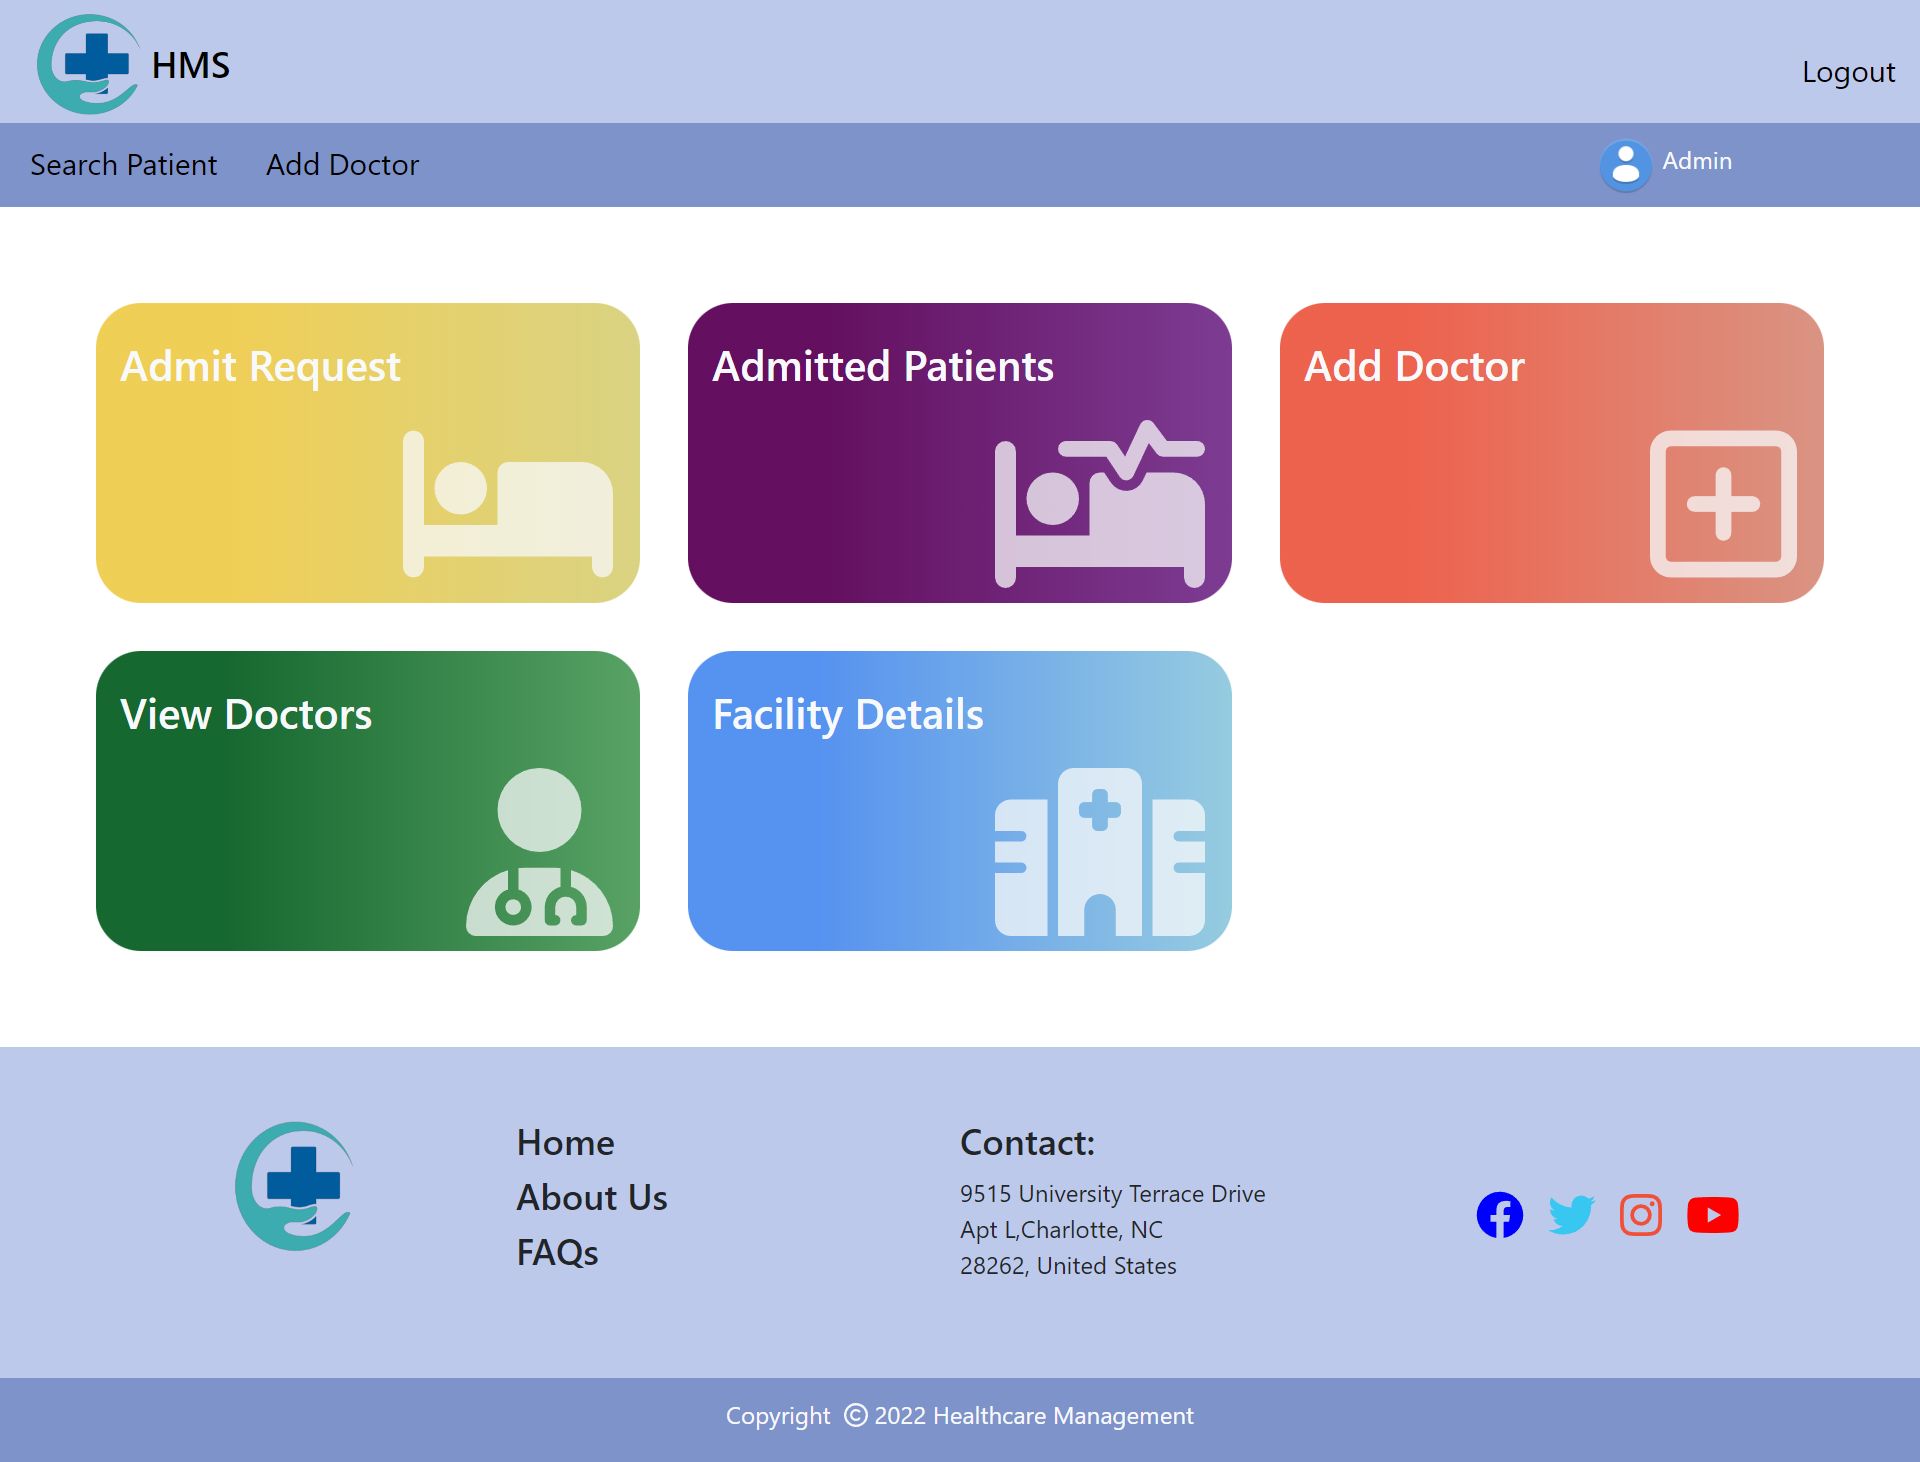 HMS
Logout
Search Patient
Add Doctor
Admin
Admit Request
Admitted Patients
Add Doctor
View Doctors
Facility Details
Home
About Us
FAQs
Contact:
9515 University Terrace Drive
Apt L,Charlotte, NC
28262, United States
Copyright © 2022 Healthcare Management